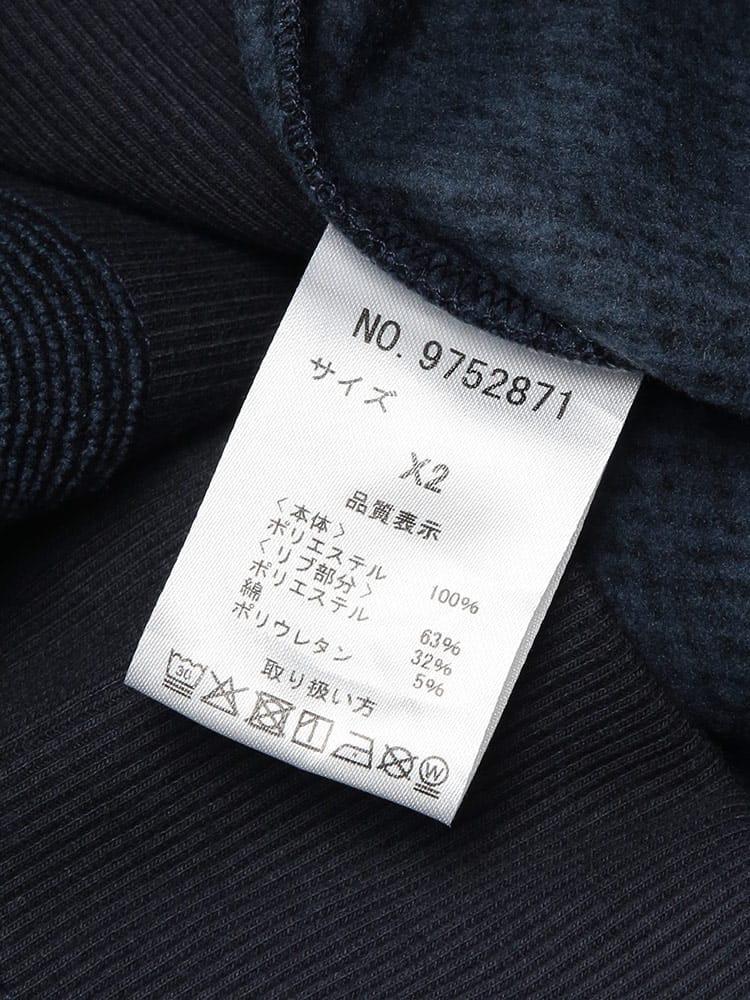 NO. 9752871
サイズ
X2
品質表示
〈本体〉
ポリエステル 100%
〈リブ部分〉
ポリエステル 63%
綿 32%
ポリウレタン 5%
取り扱い方
30
W